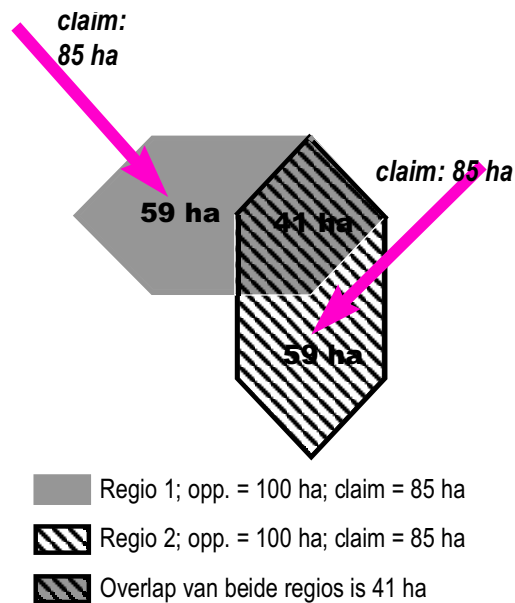 claim:
85 ha
claim: 85 ha
59 ha
41 ha
59 ha
Regio 1; opp. = 100 ha; claim = 85 ha
Regio 2; opp. = 100 ha; claim = 85 ha
Overlap van beide regios is 41 ha